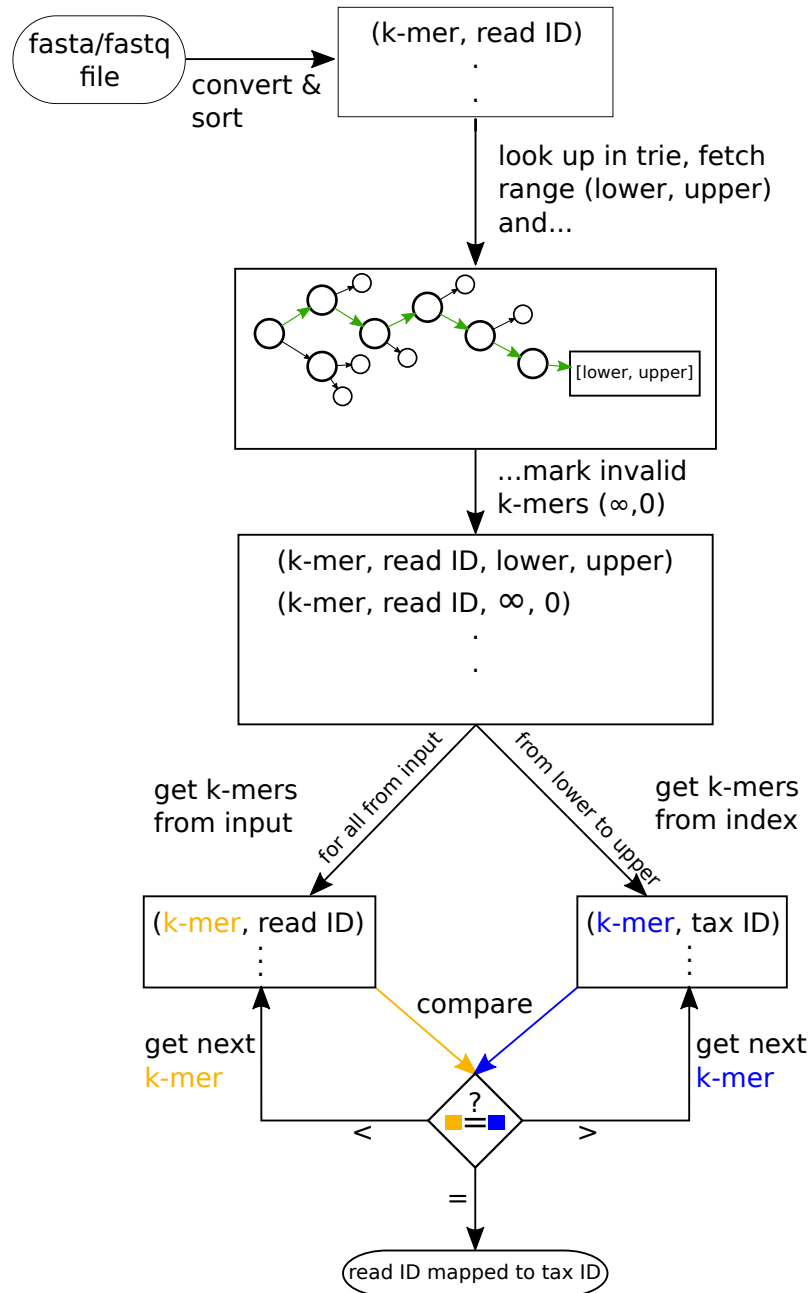 fasta/fastq
file
convert &
sort
(k-mer, read ID)
.
.
look up in trie, fetch
range (lower, upper)
and...
[lower, upper]
...mark invalid
k-mers (∞,0)
(k-mer, read ID, lower, upper)
(k-mer, read ID, ∞, 0)
.
.
get k-mers
from input
for all from input
from lower to upper
get k-mers
from index
(k-mer, read ID)
⋮
(k-mer, tax ID)
⋮
compare
get next
k-mer
get next
k-mer
?
=
<
>
=
read ID mapped to tax ID